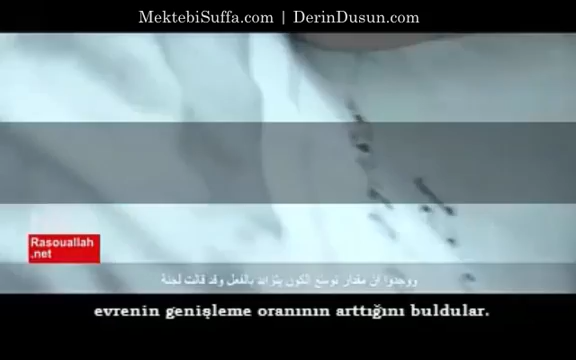 MektebiSuffa.com | DerinDusun.com
Rasouallah
.net
ووجدوا ان مقدار توسع الكون يتزايد بالفعل وقد قالت لجنة
evrenin genişleme oranının arttığını buldular.